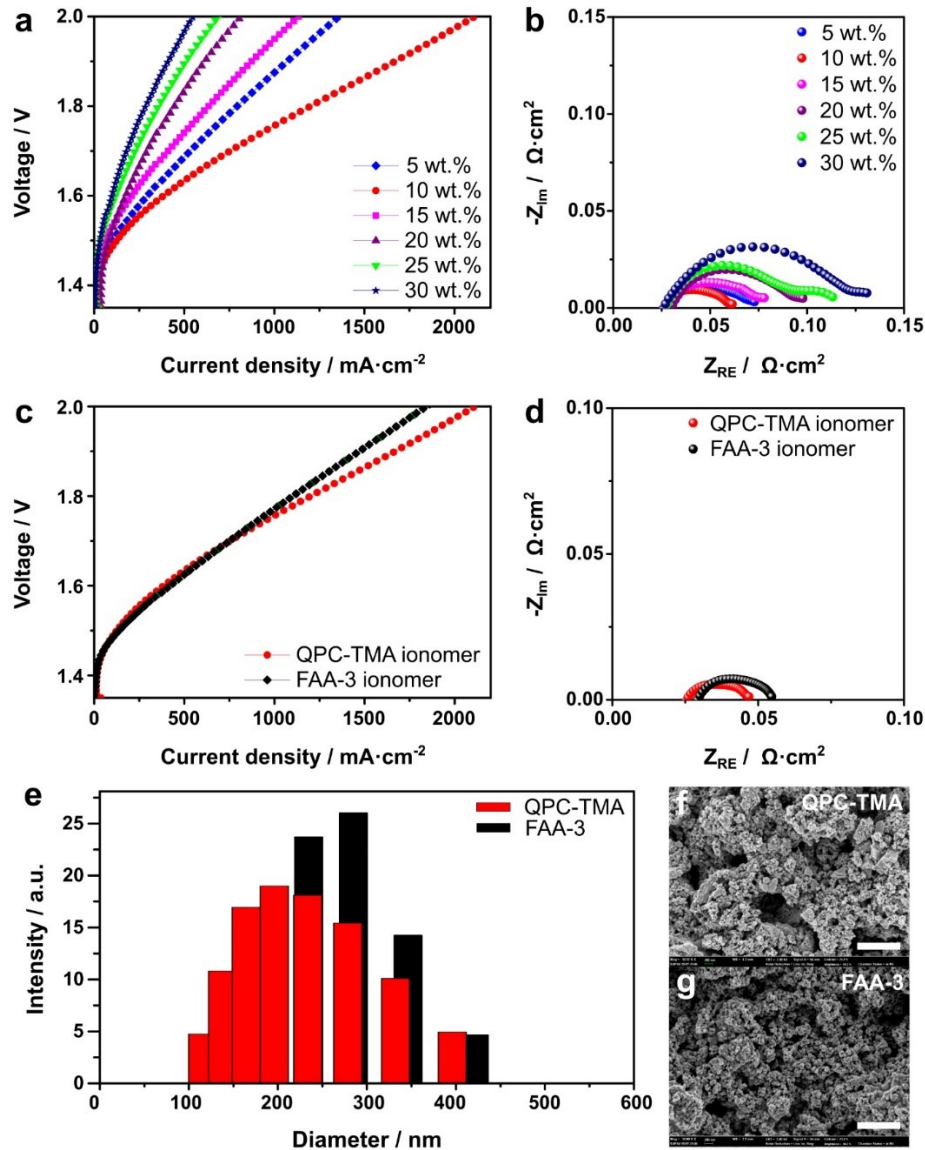 a
2.0
1.8
1.6
1.4
Voltage / V
5 wt.%
10 wt.%
15 wt.%
20 wt.%
25 wt.%
30 wt.%
0 500 1000 1500 2000
Current density / mA·cm-2
b
0.15
0.10
0.05
0.00
-ZIm / Ω·cm2
5 wt.%
10 wt.%
15 wt.%
20 wt.%
25 wt.%
30 wt.%
0.00 0.05 0.10 0.15
ZRE / Ω·cm2
c
2.0
1.8
1.6
1.4
Voltage / V
QPC-TMA ionomer
FAA-3 ionomer
0 500 1000 1500 2000
Current density / mA·cm-2
d
0.10
0.05
0.00
-ZIm / Ω·cm2
QPC-TMA ionomer
FAA-3 ionomer
0.00 0.05 0.10
ZRE / Ω·cm2
e
25
20
15
10
5
0
Intensity / a.u.
QPC-TMA
FAA-3
0 100 200 300 400 500 600
Diameter / nm
f
QPC-TMA
g
FAA-3